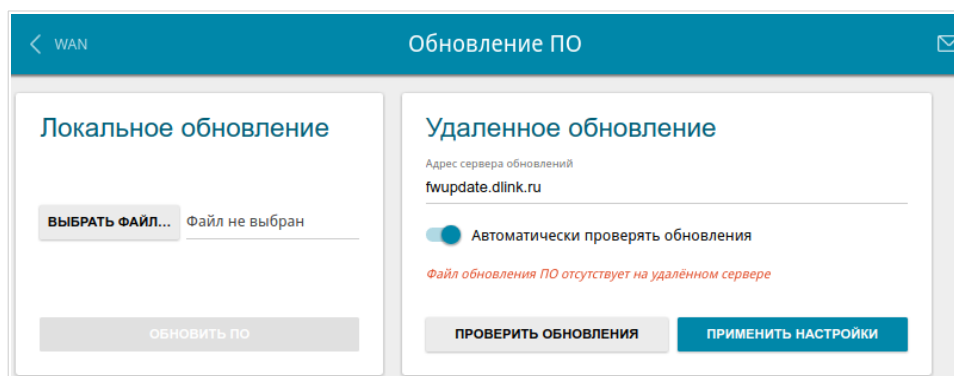 WAN
Обновление ПО
Локальное обновление
ВЫБРАТЬ ФАЙЛ...
Файл не выбран
ОБНОВИТЬ ПО
Удаленное обновление
Адрес сервера обновлений
fwupdate.dlink.ru
Автоматически проверять обновления
Файл обновления ПО отсутствует на удалённом сервере
ПРОВЕРИТЬ ОБНОВЛЕНИЯ
ПРИМЕНИТЬ НАСТРОЙКИ